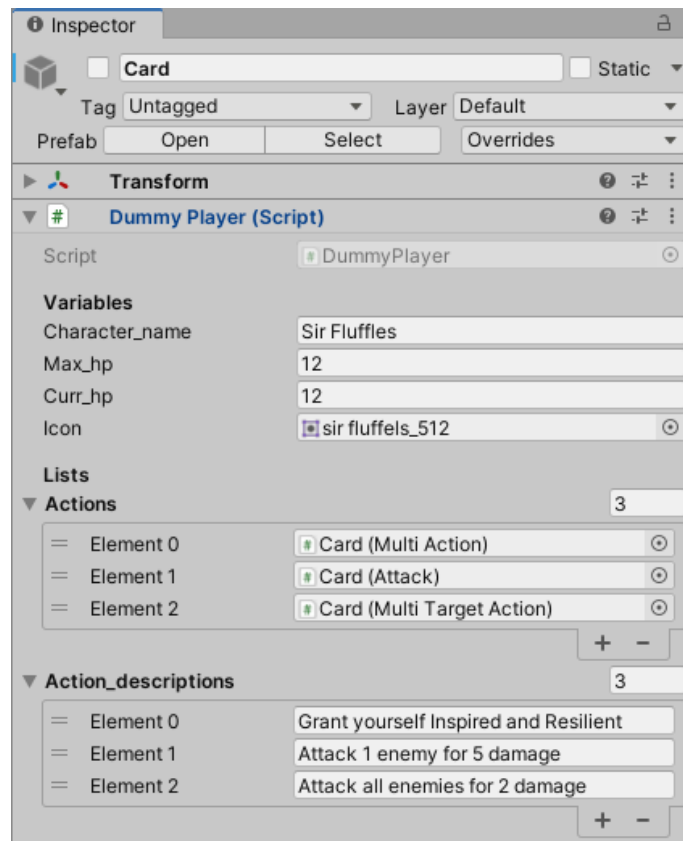 Inspector
Card Static
Tag Untagged Layer Default
Prefab Open Select Overrides
Transform
# Dummy Player (Script)
Script # DummyPlayer
Variables
Character_name Sir Fluffles
Max_hp 12
Curr_hp 12
Icon sir fluffels_512
Lists
Actions 3
Element 0 # Card (Multi Action)
Element 1 # Card (Attack)
Element 2 # Card (Multi Target Action)
+ −
Action_descriptions 3
Element 0 Grant yourself Inspired and Resilient
Element 1 Attack 1 enemy for 5 damage
Element 2 Attack all enemies for 2 damage
+ −